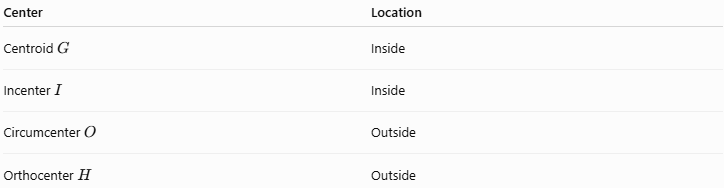 Center Location
Centroid G Inside
Incenter I Inside
Circumcenter O Outside
Orthocenter H Outside